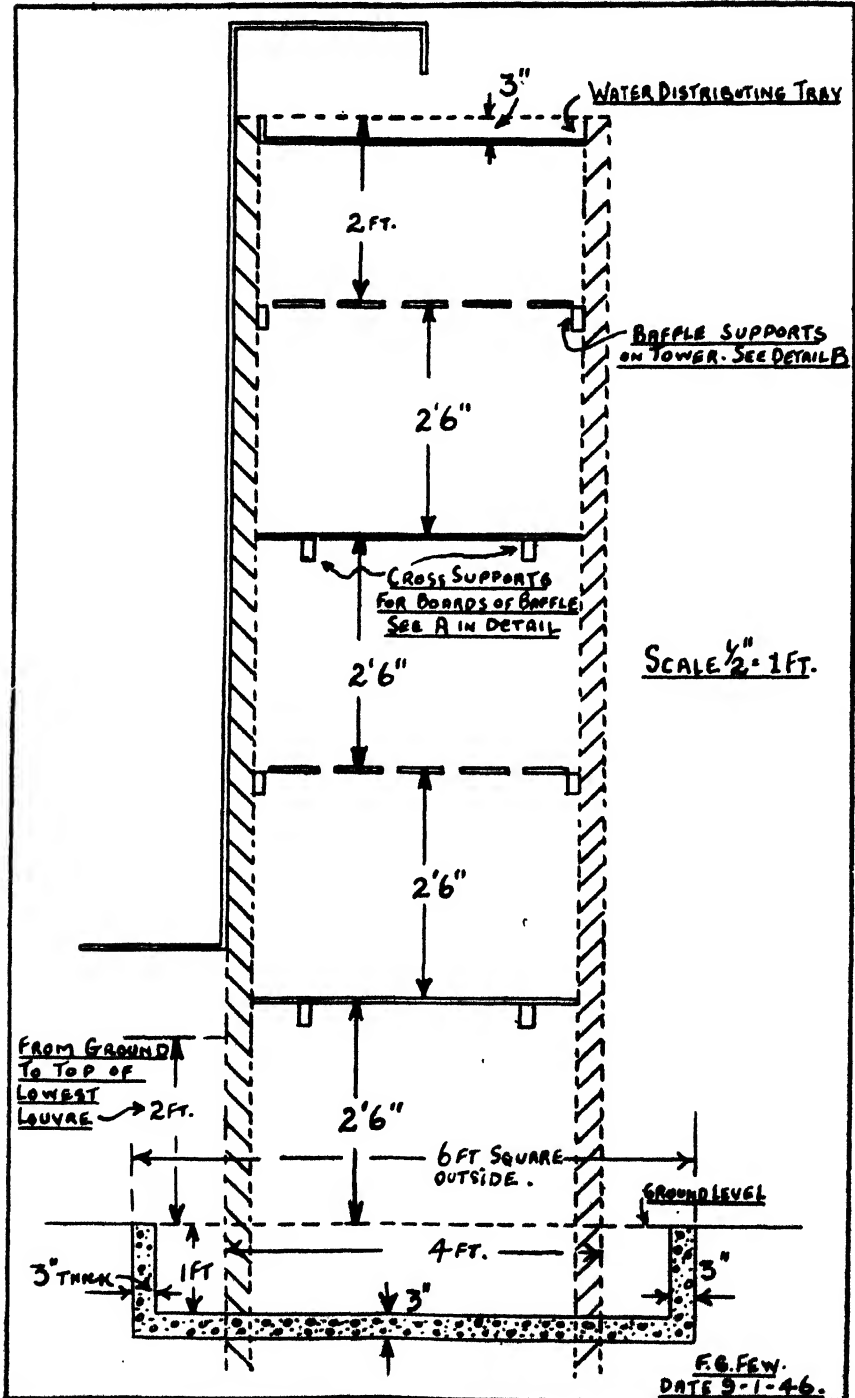 3"
WATER DISTRIBUTING TRAY
2 FT.
BAFFLE SUPPORTS
ON TOWER. SEE DETAIL B
2'6"
CROSS SUPPORTS
FOR BOARDS OF BAFFLE
SEE A IN DETAIL
SCALE 1/2" = 1 FT.
2'6"
2'6"
FROM GROUND
TO TOP OF
LOWEST
LOUVRE
2 FT.
2'6"
6 FT SQUARE
OUTSIDE.
GROUND LEVEL
4 FT.
3" THICK
1 FT
3"
3"
F.G. FEW.
DATE 9-1-46.